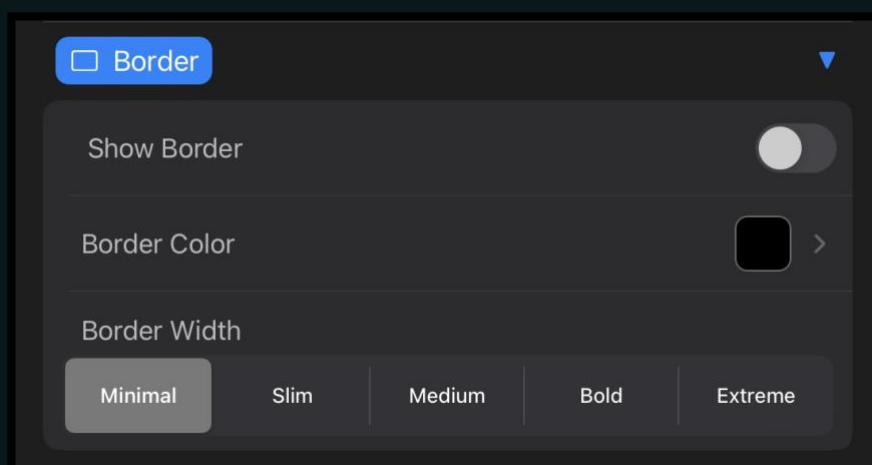 Border
Show Border
Border Color
Border Width
Minimal Slim Medium Bold Extreme